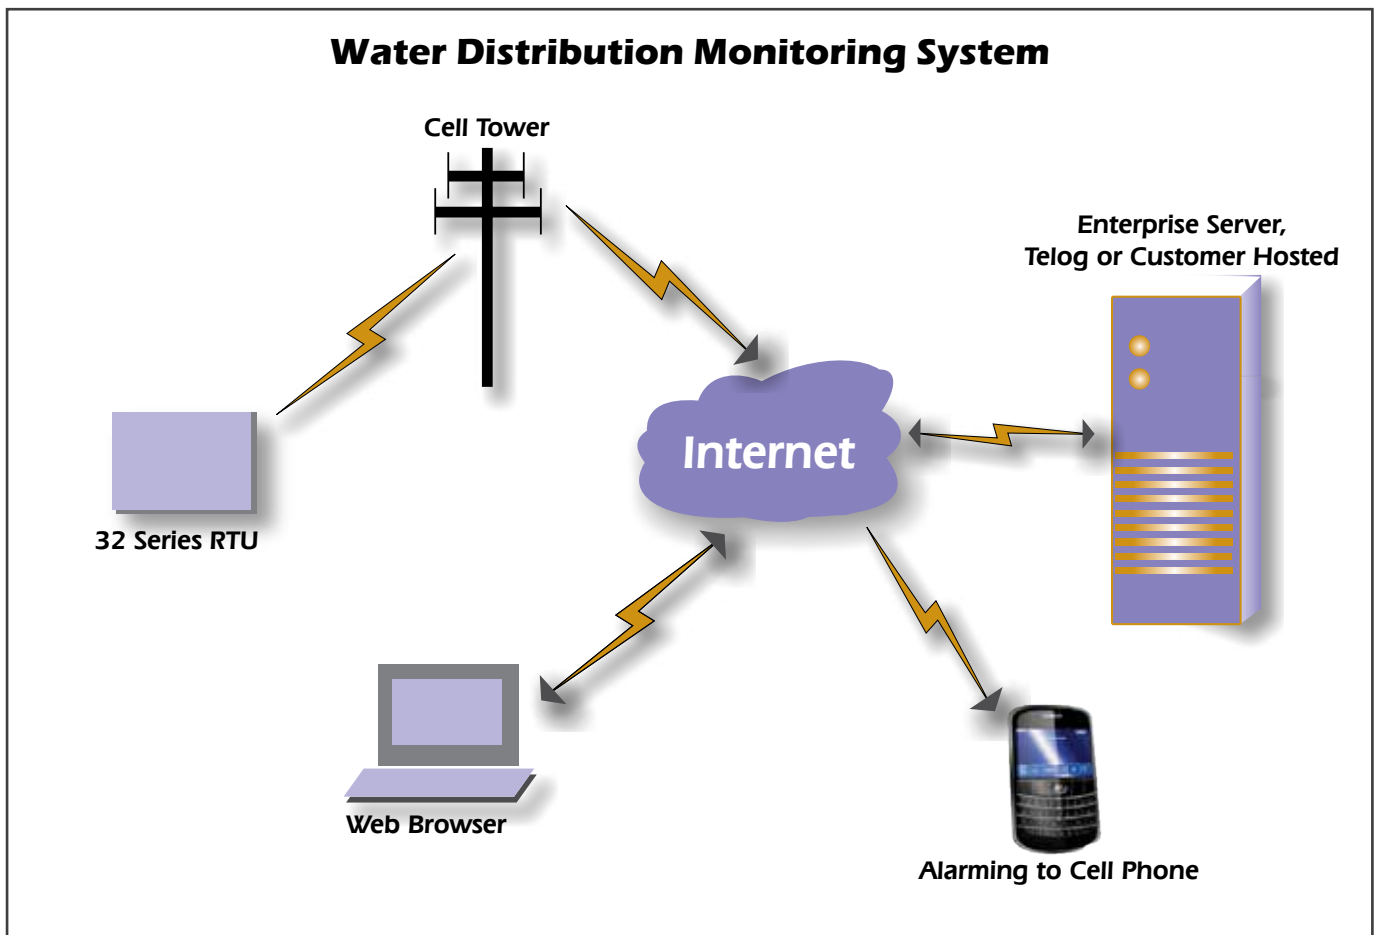 Water Distribution Monitoring System
Cell Tower
Enterprise Server,
Telog or Customer Hosted
Internet
32 Series RTU
Web Browser
Alarming to Cell Phone